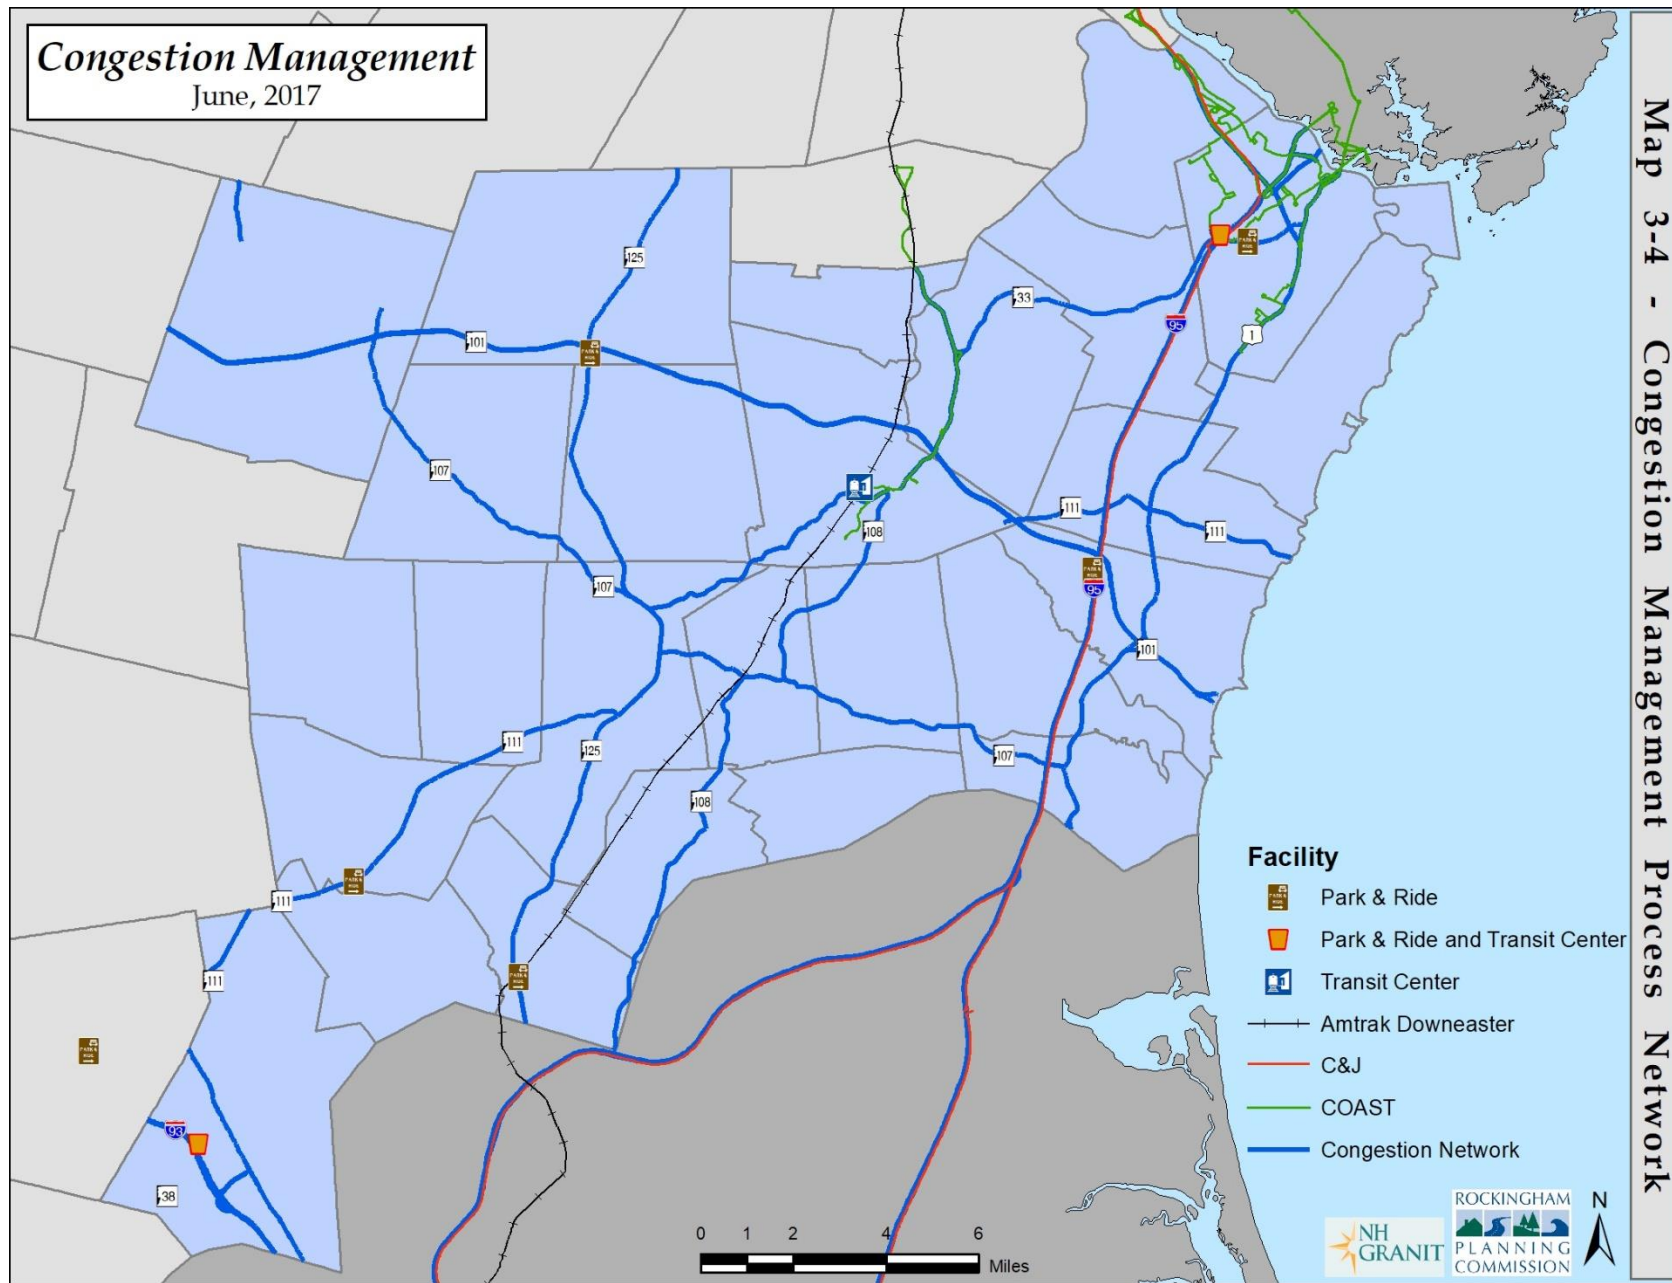 Congestion Management
June, 2017
Map 3-4 - Congestion Management Process Network
125
33
95
1
101
107
111
108
111
107
95
101
111
125
107
108
111
111
93
38
Facility
Park & Ride
Park & Ride and Transit Center
Transit Center
Amtrak Downeaster
C&J
COAST
Congestion Network
0 1 2 4 6
Miles
NH
GRANIT
ROCKINGHAM
PLANNING
COMMISSION
N